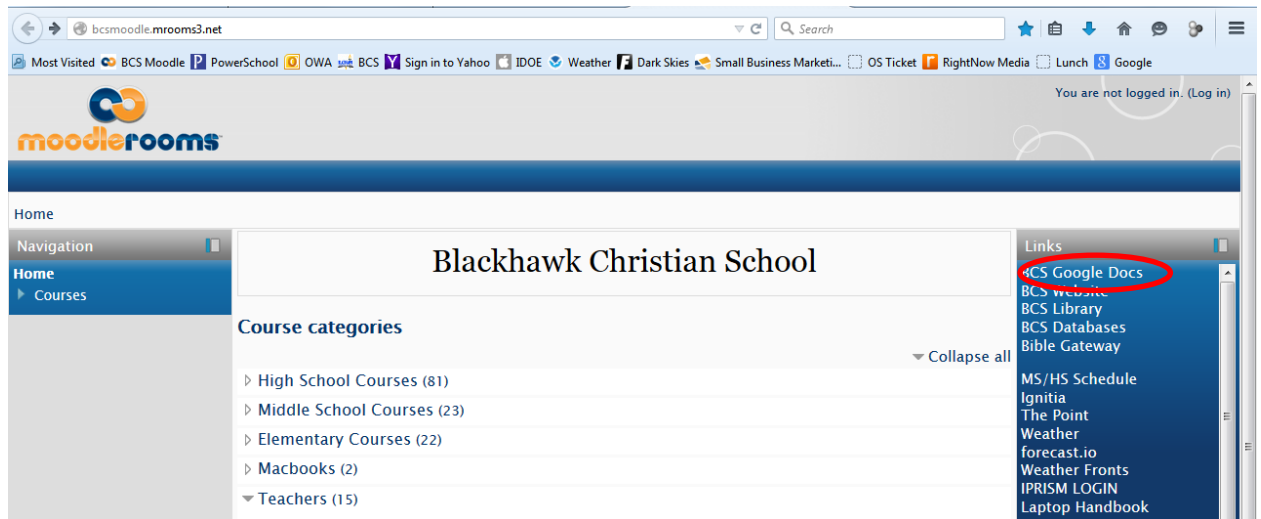 bcsmoodle.mrooms3.net Search
Most Visited BCS Moodle PowerSchool OWA BCS Sign in to Yahoo IDOE Weather Dark Skies Small Business Marketi... OS Ticket RightNow Media Lunch Google
You are not logged in. (Log in)
moodlerooms
Home
Navigation
Home
Courses
Blackhawk Christian School
Course categories
Collapse all
High School Courses (81)
Middle School Courses (23)
Elementary Courses (22)
Macbooks (2)
Teachers (15)
Links
BCS Google Docs
BCS Website
BCS Library
BCS Databases
Bible Gateway
MS/HS Schedule
Ignitia
The Point
Weather
forecast.io
Weather Fronts
IPRISM LOGIN
Laptop Handbook